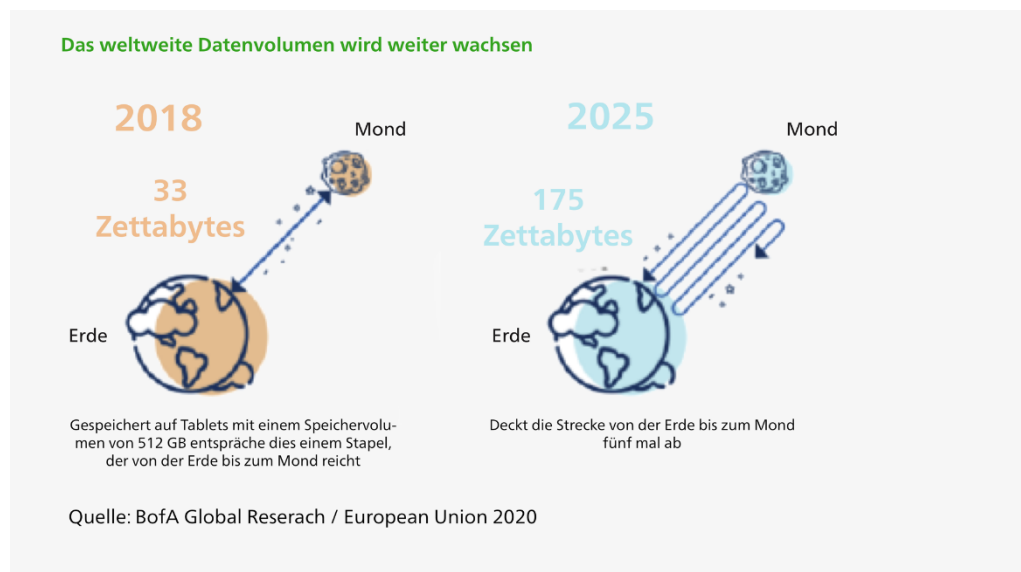 Das weltweite Datenvolumen wird weiter wachsen
2018
Mond
33
Zettabytes
Erde
Gespeichert auf Tablets mit einem Speichervolu-
men von 512 GB entspräche dies einem Stapel,
der von der Erde bis zum Mond reicht
2025
Mond
175
Zettabytes
Erde
Deckt die Strecke von der Erde bis zum Mond
fünf mal ab
Quelle: BofA Global Reserach / European Union 2020